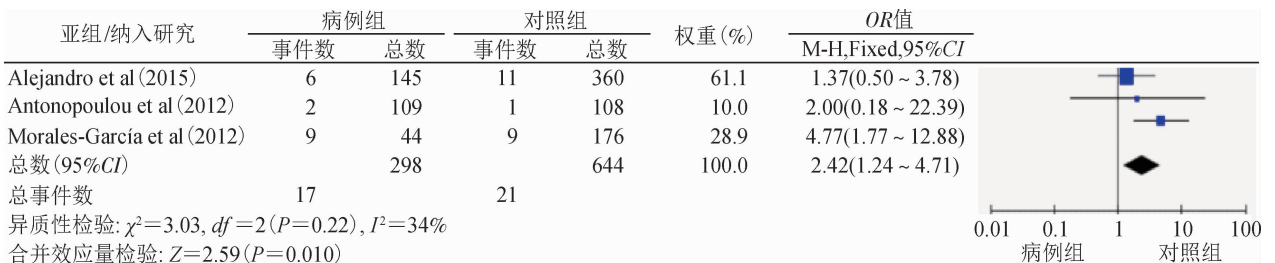 亚组/纳入研究 病例组 对照组 权重(%) OR值
事件数 总数 事件数 总数 M-H,Fixed,95%CI
Alejandro et al(2015) 6 145 11 360 61.1 1.37(0.50～3.78)
Antonopoulou et al(2012) 2 109 1 108 10.0 2.00(0.18～22.39)
Morales-García et al(2012) 9 44 9 176 28.9 4.77(1.77～12.88)
总数(95%CI) 298 644 100.0 2.42(1.24～4.71)
总事件数 17 21
异质性检验: χ²=3.03, df=2(P=0.22), I²=34%
合并效应量检验: Z=2.59(P=0.010)
0.01 0.1 1 10 100
病例组 对照组